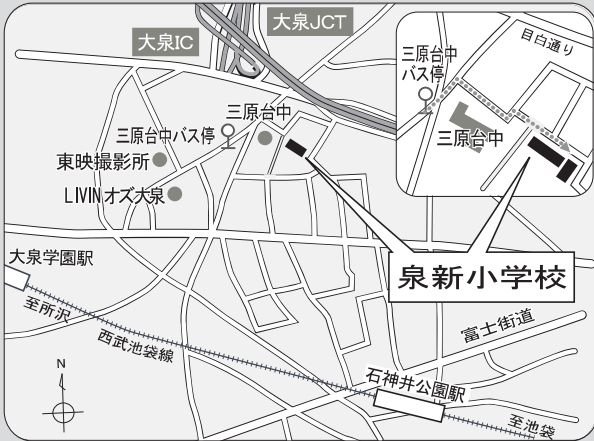 大泉JCT
大泉IC
目白通り
三原台中
バス停
三原台中
三原台中
三原台中バス停
東映撮影所
LIVINオズ大泉
大泉学園駅
泉新小学校
至所沢
西武池袋線
富士街道
石神井公園駅
至池袋
N